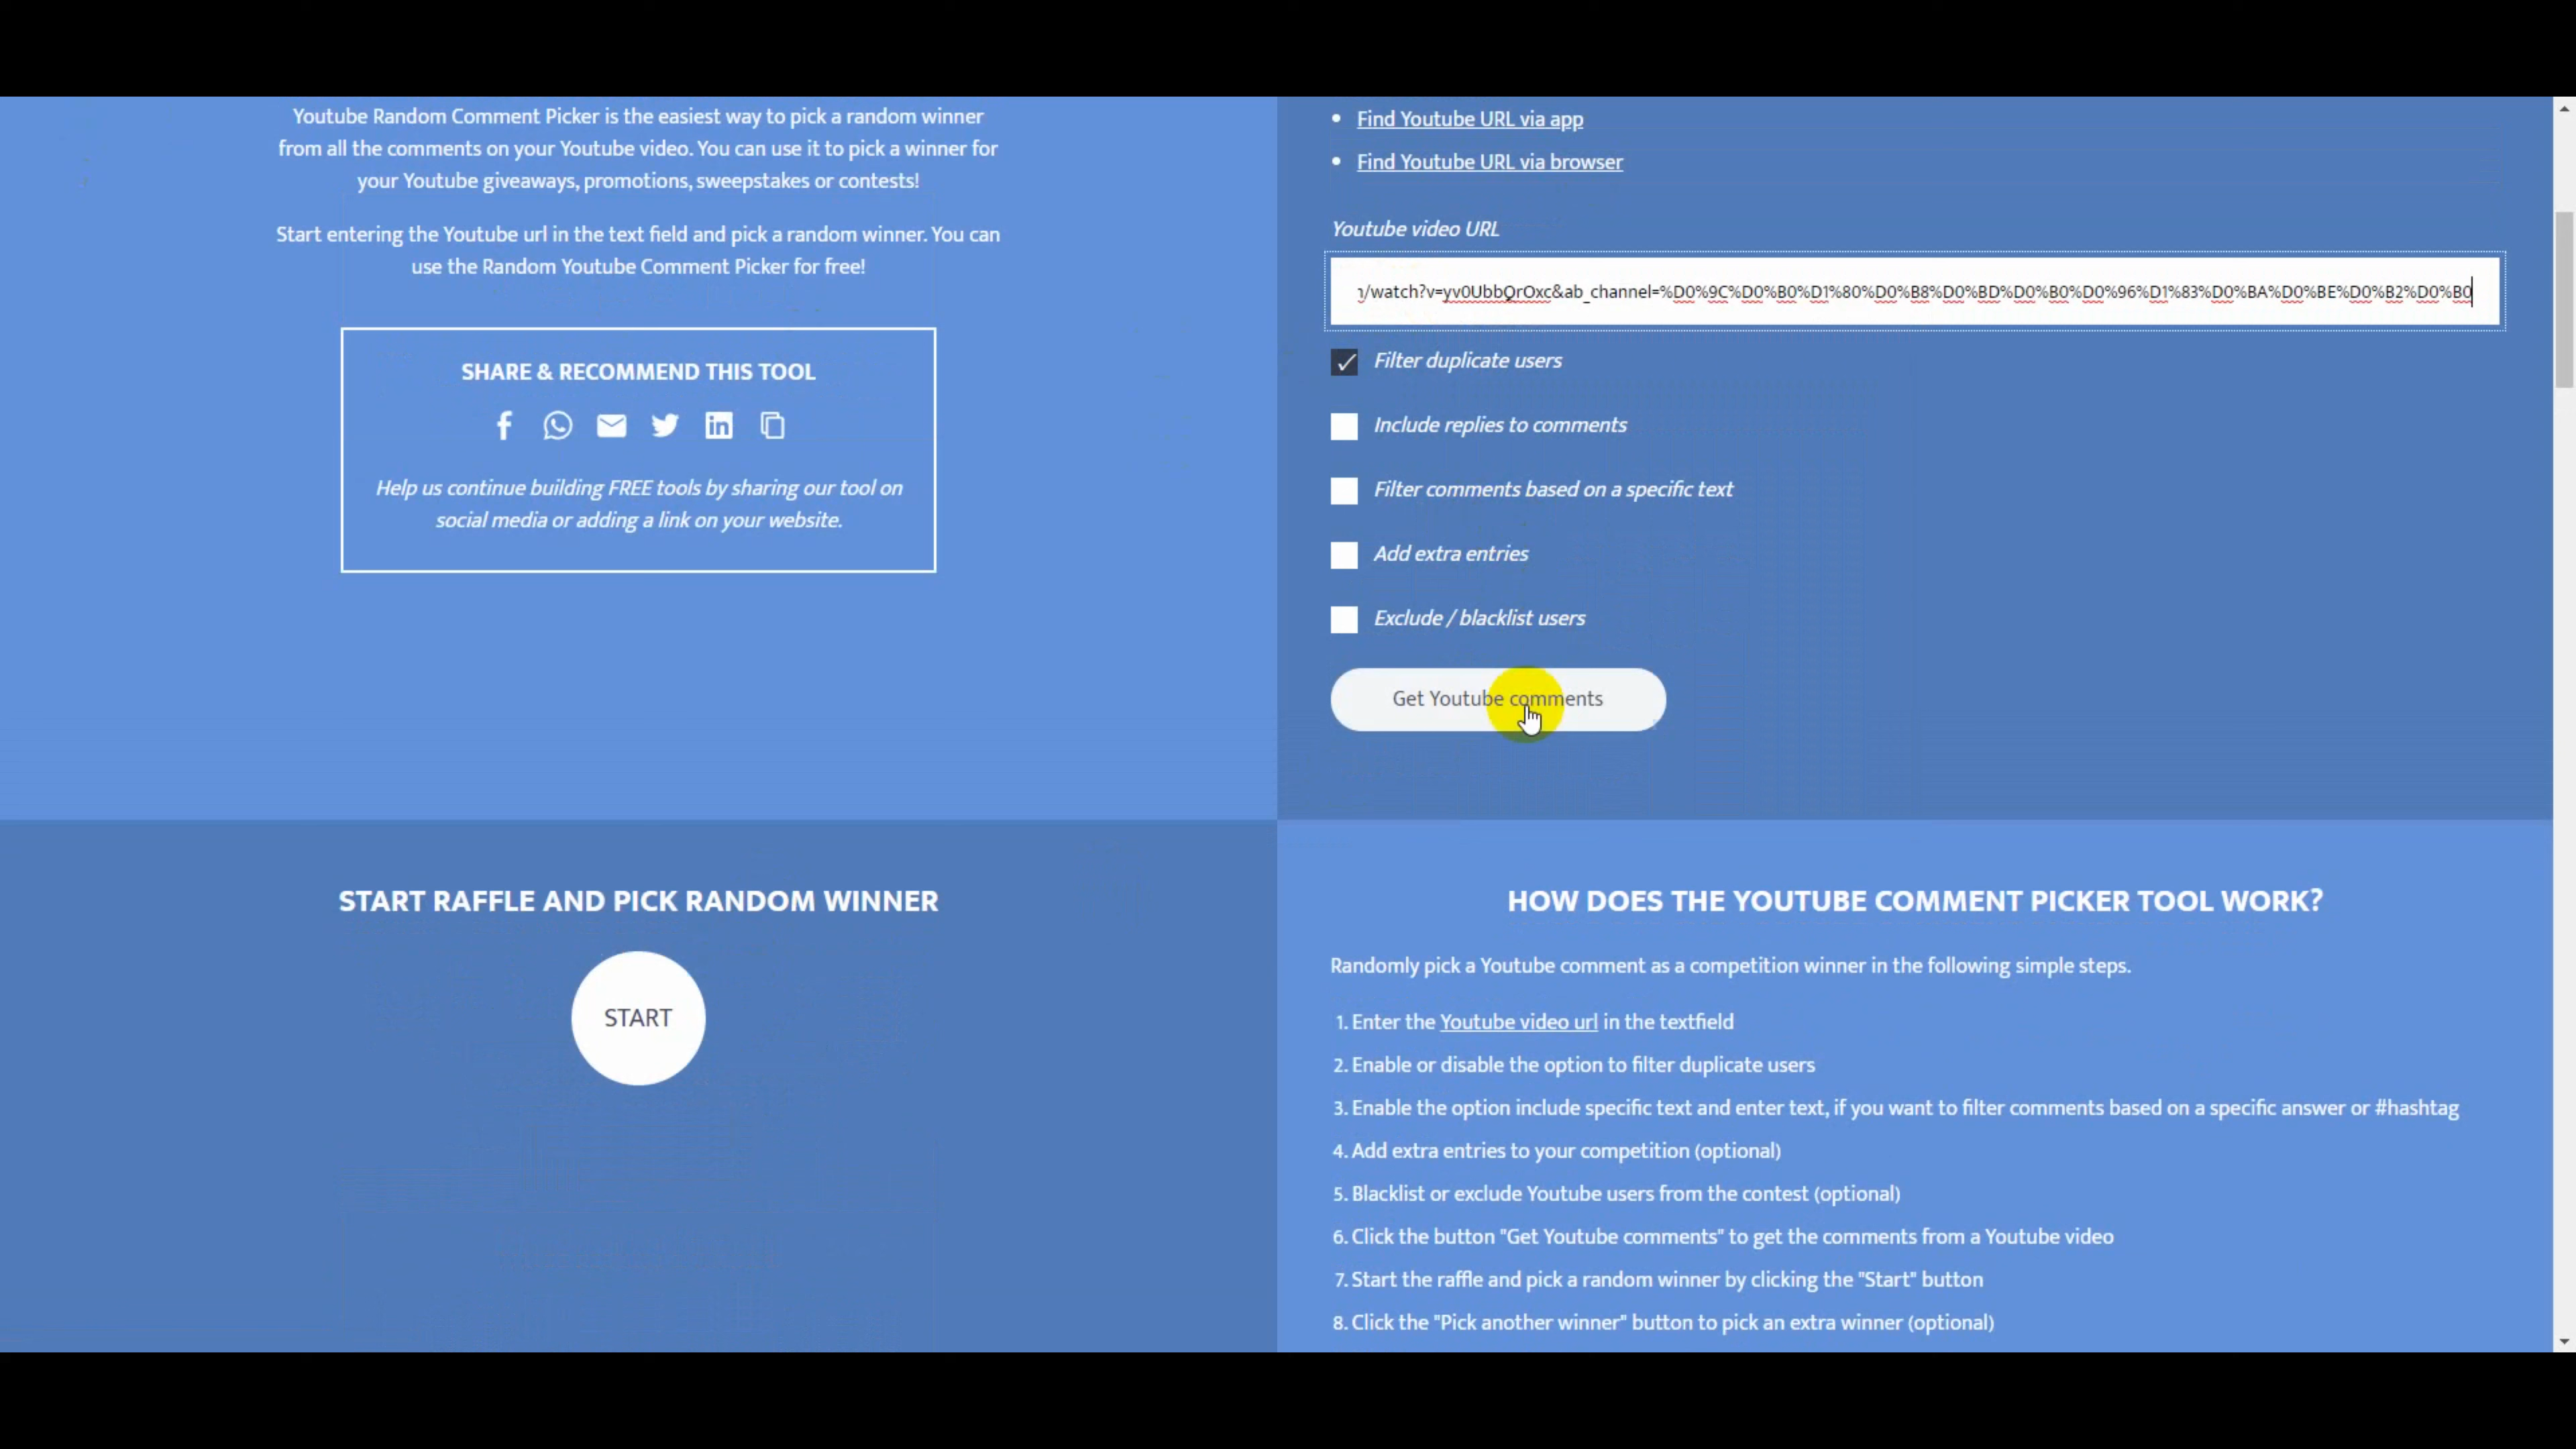 Youtube Random Comment Picker is the easiest way to pick a random winner
from all the comments on your Youtube video. You can use it to pick a winner for
your Youtube giveaways, promotions, sweepstakes or contests!
Start entering the Youtube url in the text field and pick a random winner. You can
use the Random Youtube Comment Picker for free!
SHARE & RECOMMEND THIS TOOL
Help us continue building FREE tools by sharing our tool on
social media or adding a link on your website.
• Find Youtube URL via app
• Find Youtube URL via browser
Youtube video URL
/watch?v=yv0UbbQrOxc&ab_channel=%D0%9C%D0%B0%D1%80%D0%B8%D0%BD%D0%B0%D0%96%D1%83%D0%BA%D0%BE%D0%B2%D0%B0
Filter duplicate users
Include replies to comments
Filter comments based on a specific text
Add extra entries
Exclude / blacklist users
Get Youtube comments
START RAFFLE AND PICK RANDOM WINNER
START
HOW DOES THE YOUTUBE COMMENT PICKER TOOL WORK?
Randomly pick a Youtube comment as a competition winner in the following simple steps.
1. Enter the Youtube video url in the textfield
2. Enable or disable the option to filter duplicate users
3. Enable the option include specific text and enter text, if you want to filter comments based on a specific answer or #hashtag
4. Add extra entries to your competition (optional)
5. Blacklist or exclude Youtube users from the contest (optional)
6. Click the button "Get Youtube comments" to get the comments from a Youtube video
7. Start the raffle and pick a random winner by clicking the "Start" button
8. Click the "Pick another winner" button to pick an extra winner (optional)